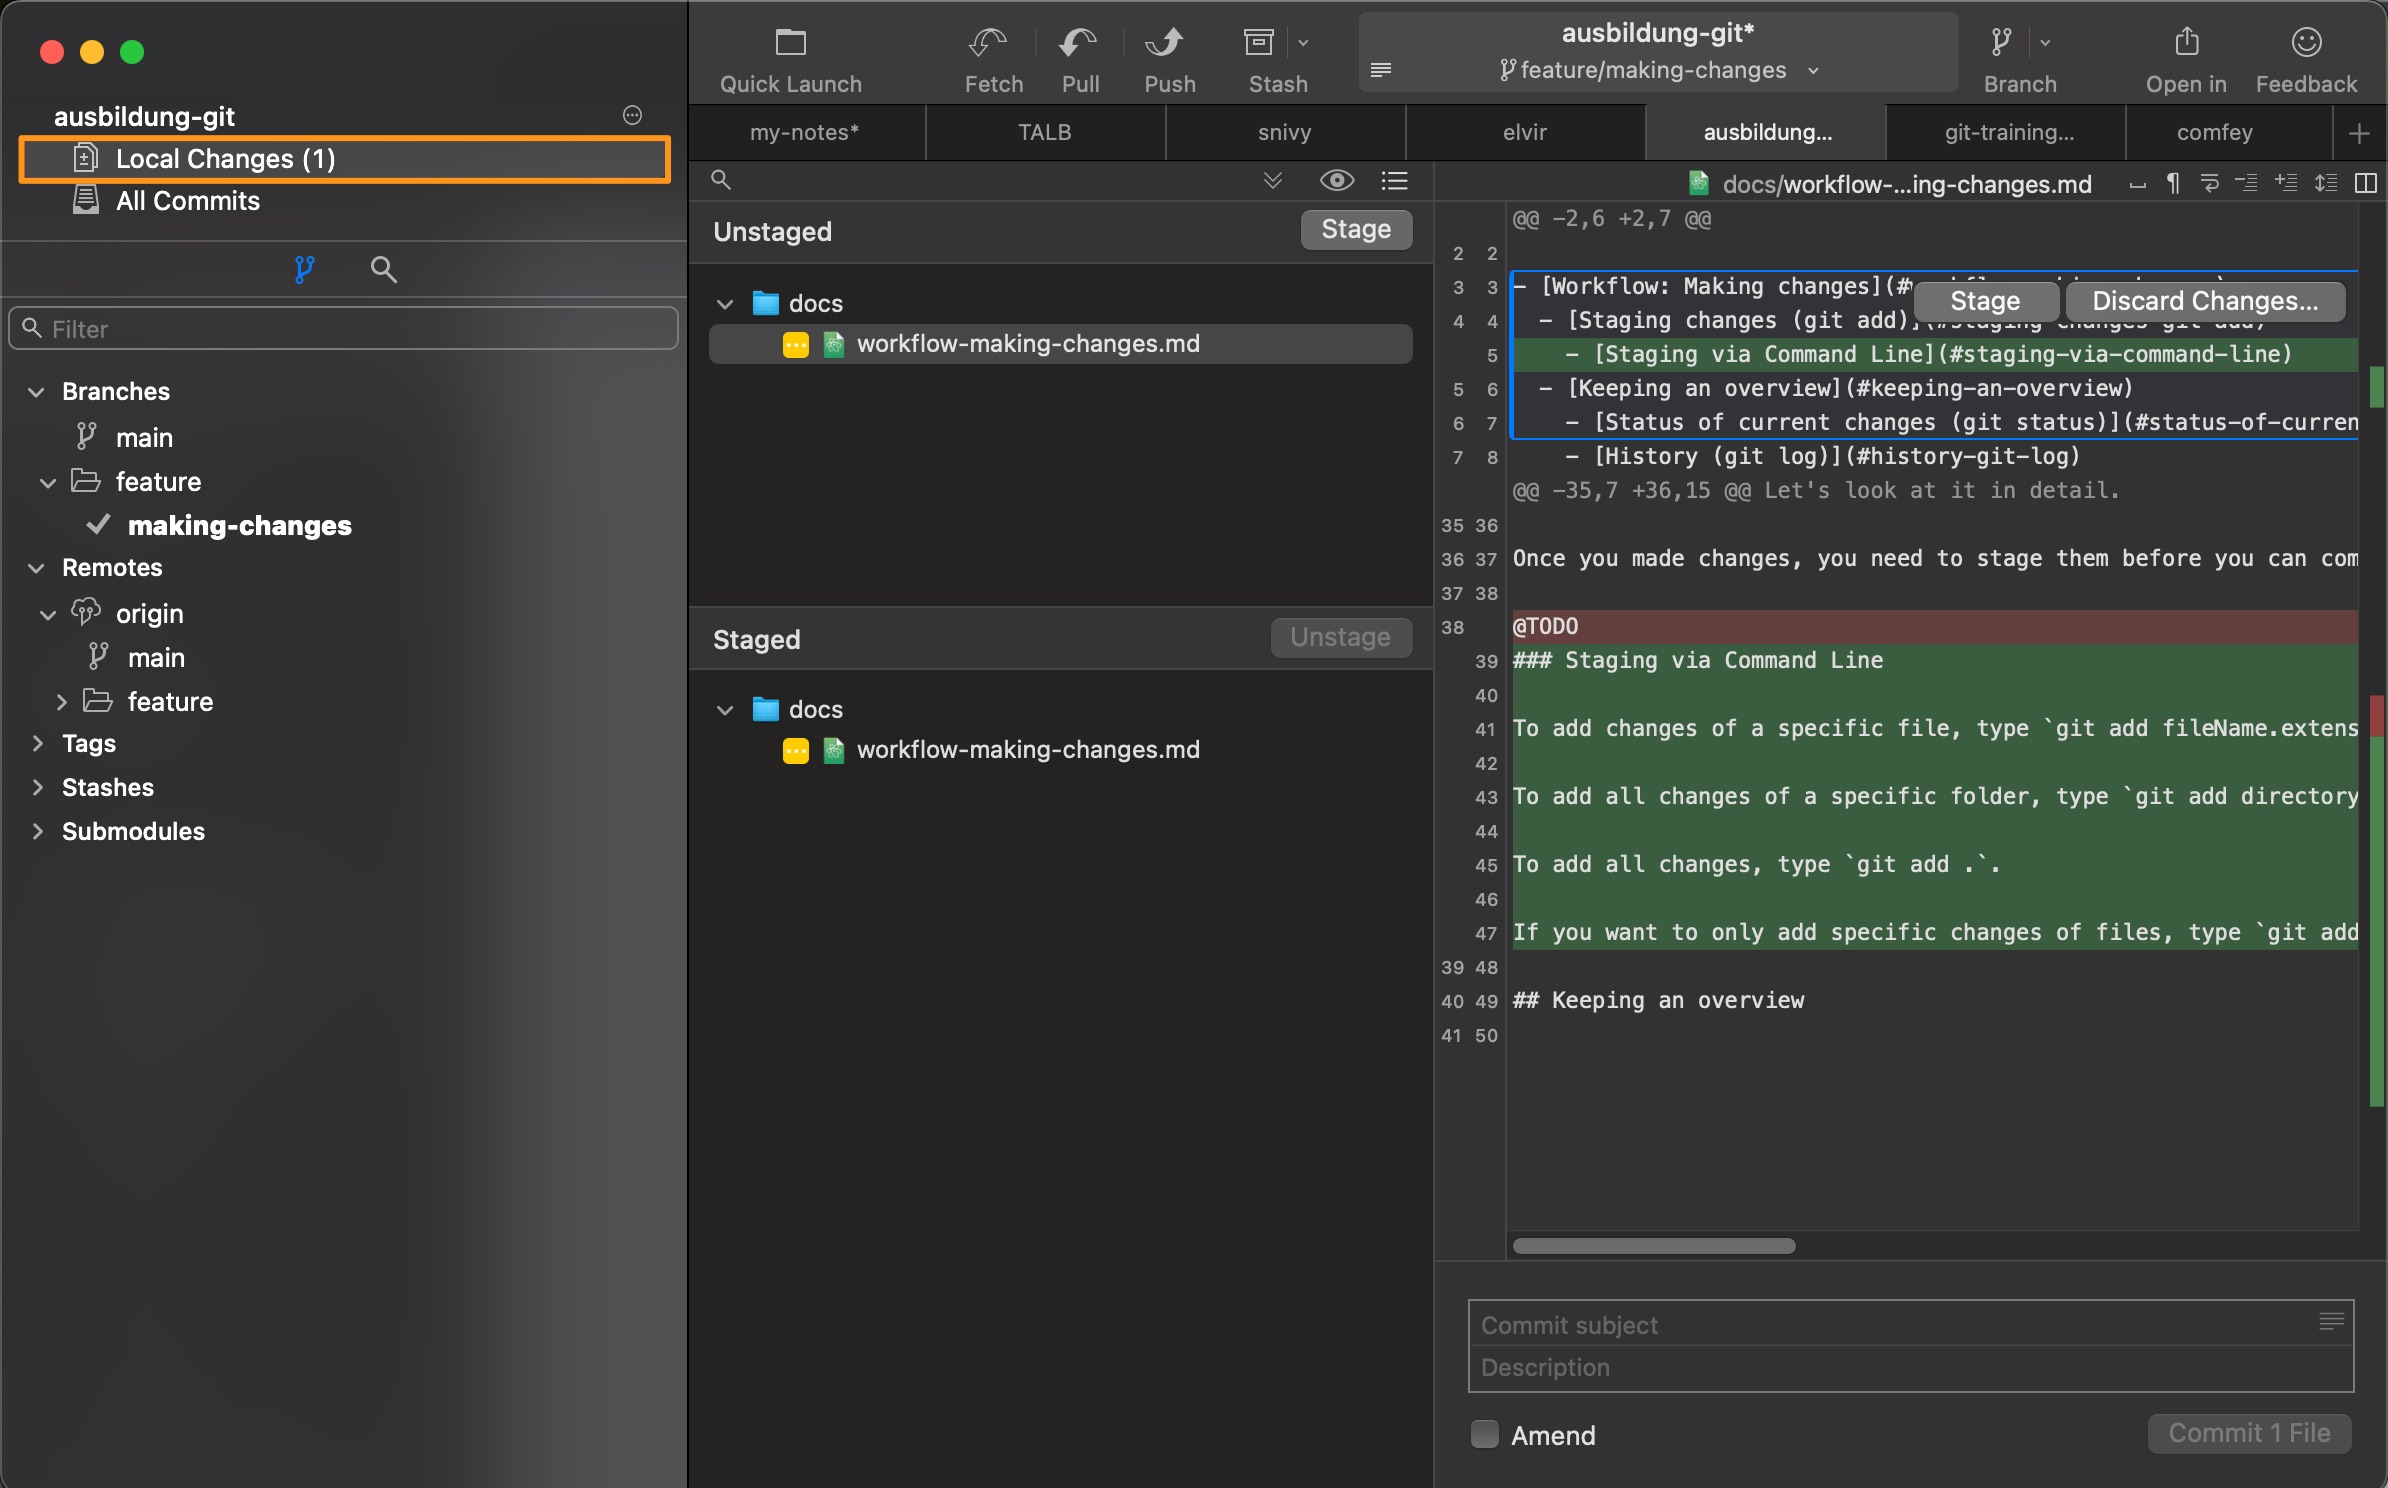 ausbildung-git
Local Changes (1)
All Commits
Filter
Branches
main
feature
making-changes
Remotes
origin
main
feature
Tags
Stashes
Submodules
Quick Launch
Fetch
Pull
Push
Stash
ausbildung-git*
feature/making-changes
Branch
Open in
Feedback
my-notes*
TALB
snivy
elvir
ausbildung...
git-training...
comfey
Unstaged
Stage
docs
workflow-making-changes.md
Staged
Unstage
docs
workflow-making-changes.md
docs/workflow-...ing-changes.md
@@ -2,6 +2,7 @@
2 2
3 3 - [Workflow: Making changes](#
Stage
Discard Changes...
4 4 - [Staging changes (git add)](#staging-changes-git-add)
5 - [Staging via Command Line](#staging-via-command-line)
5 6 - [Keeping an overview](#keeping-an-overview)
6 7 - [Status of current changes (git status)](#status-of-curren
7 8 - [History (git log)](#history-git-log)
@@ -35,7 +36,15 @@ Let's look at it in detail.
35 36
36 37 Once you made changes, you need to stage them before you can com
37 38
38 @TODO
39 ### Staging via Command Line
40
41 To add changes of a specific file, type `git add fileName.extens
42
43 To add all changes of a specific folder, type `git add directory
44
45 To add all changes, type `git add .`.
46
47 If you want to only add specific changes of files, type `git add
39 48
40 49 ## Keeping an overview
41 50
Commit subject
Description
Amend
Commit 1 File